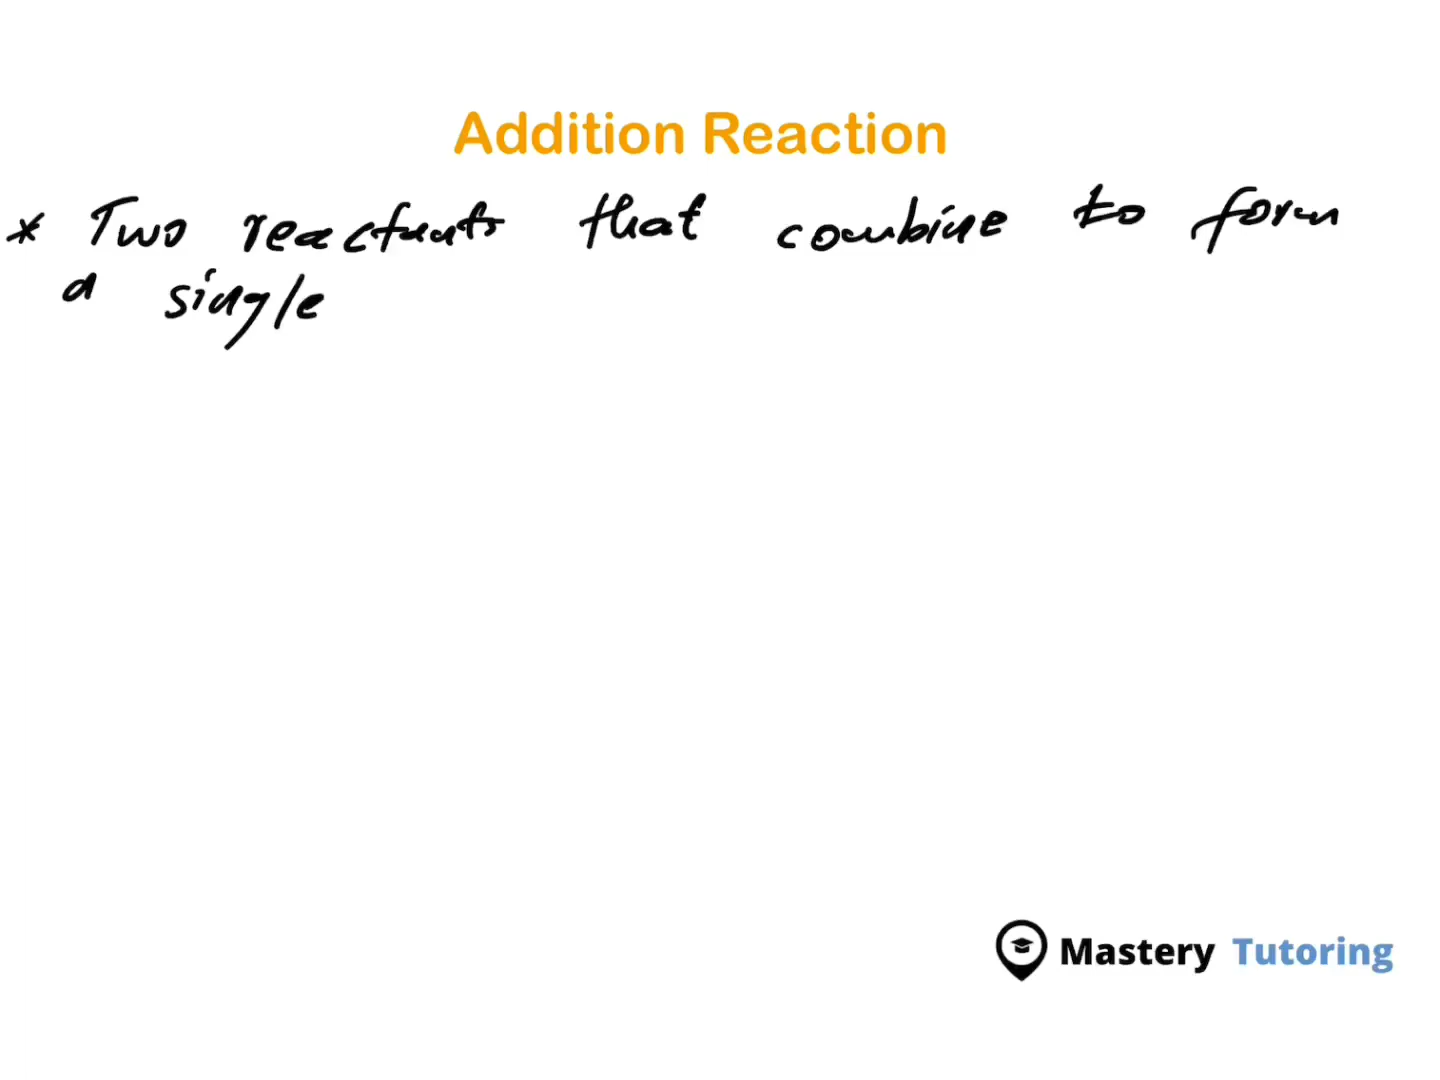 Addition Reaction
* Two reactants that combine to form
a single
Mastery Tutoring